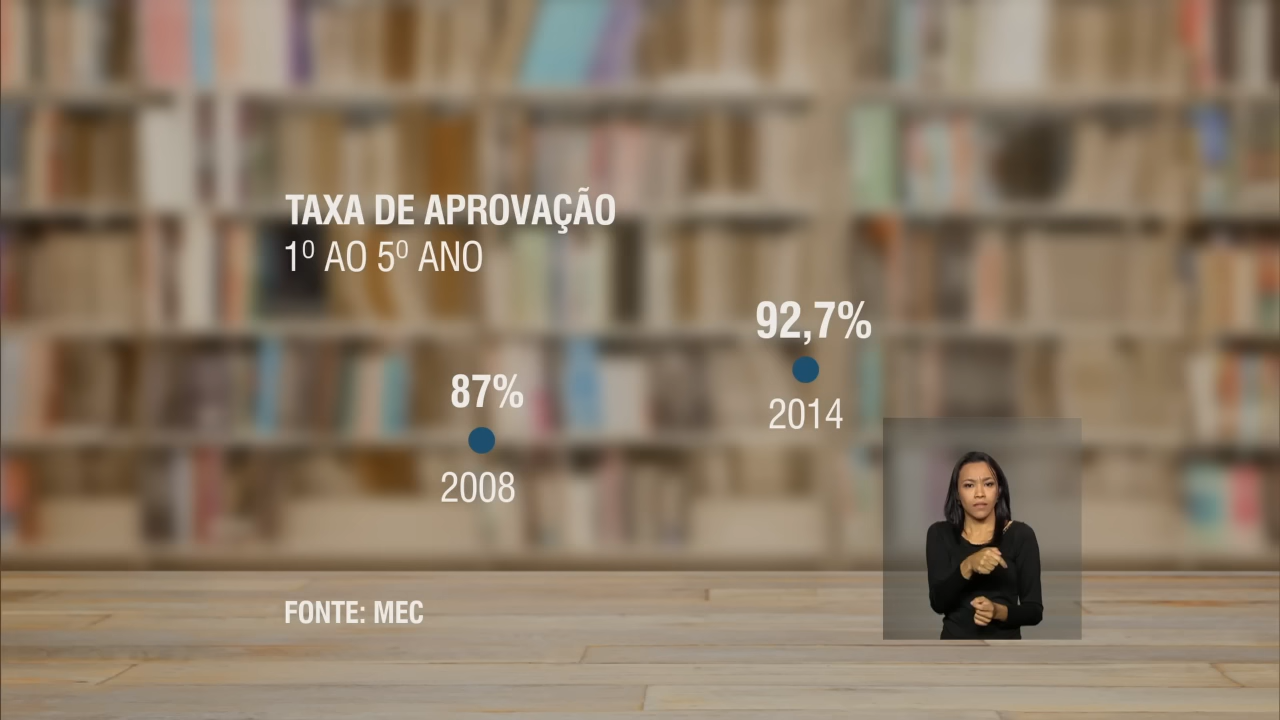 TAXA DE APROVAÇÃO
1º AO 5º ANO
92,7%
87%
2014
2008
FONTE: MEC